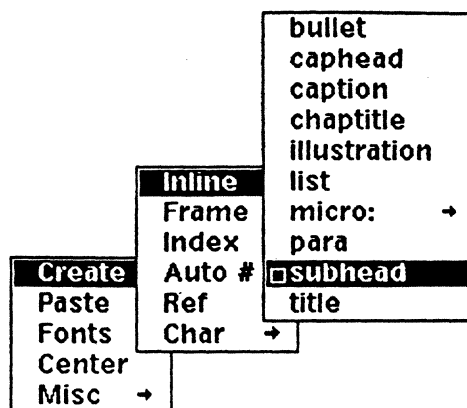 bullet
caphead
caption
chaptitle
illustration
list
micro: →
para
subhead
title
Inline
Frame
Index
Auto #
Ref
Char →
Create
Paste
Fonts
Center
Misc →